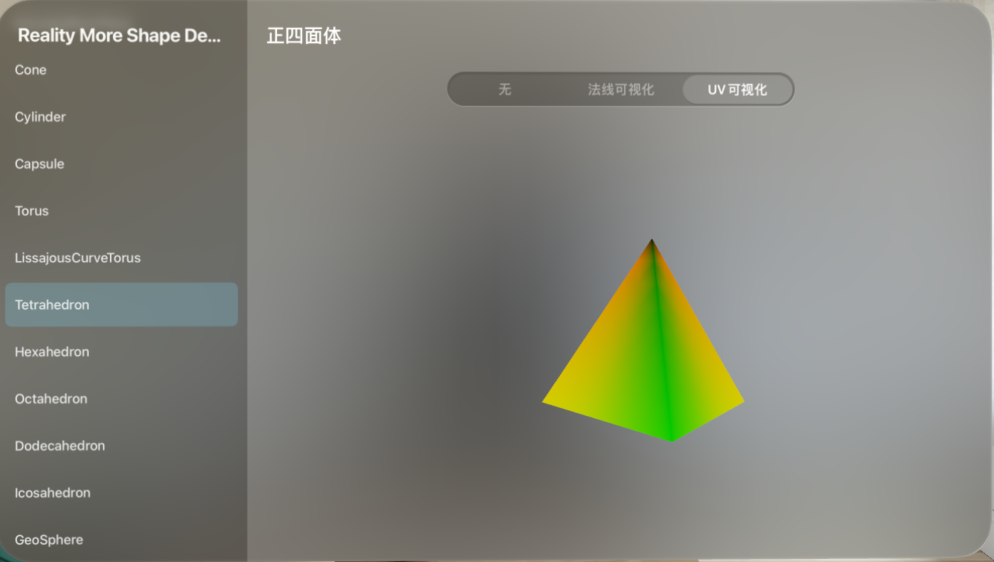 Reality More Shape De...
Cone
Cylinder
Capsule
Torus
LissajousCurveTorus
Tetrahedron
Hexahedron
Octahedron
Dodecahedron
Icosahedron
GeoSphere
正四面体
无
法线可视化
UV 可视化